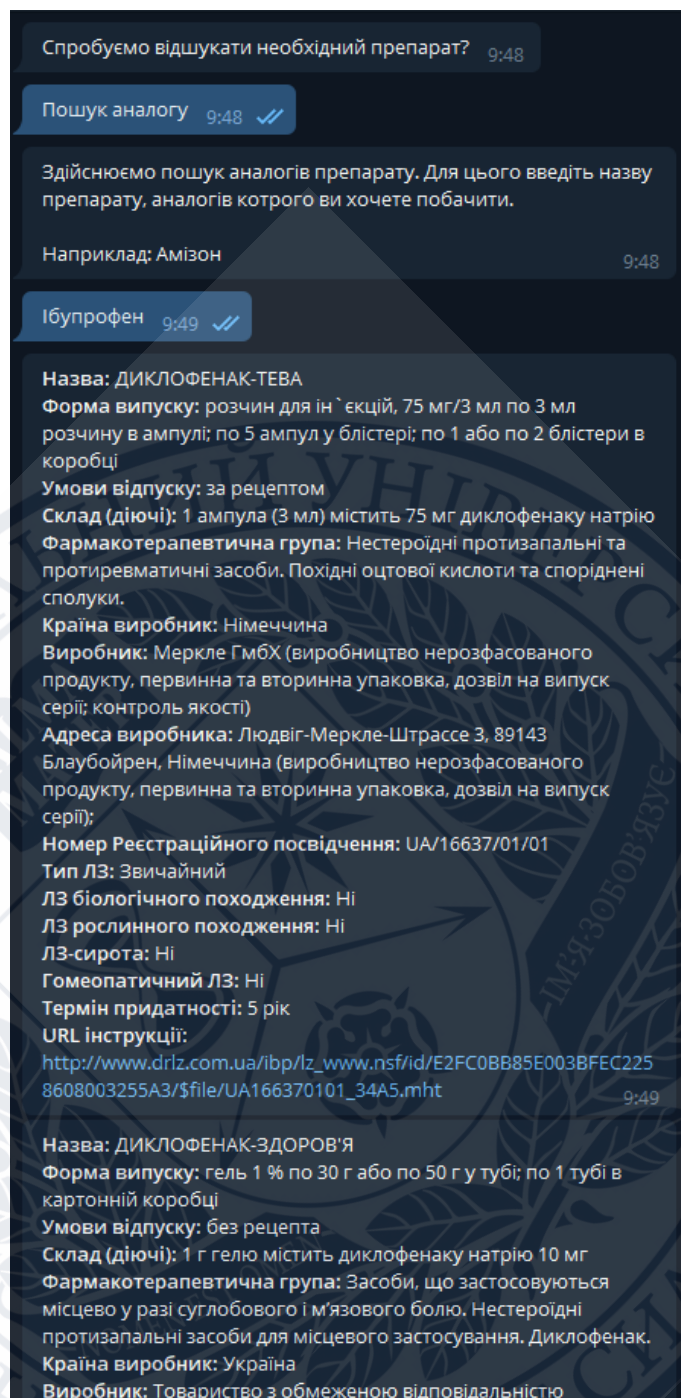 Спробуємо відшукати необхідний препарат? 9:48
Пошук аналогу 9:48
Здійснюємо пошук аналогів препарату. Для цього введіть назву
препарату, аналогів котрого ви хочете побачити.
Наприклад: Амізон 9:48
Ібупрофен 9:49
Назва: ДИКЛОФЕНАК-ТЕВА
Форма випуску: розчин для ін`єкцій, 75 мг/3 мл по 3 мл
розчину в ампулі; по 5 ампул у блістері; по 1 або по 2 блістери в
коробці
Умови відпуску: за рецептом
Склад (діючі): 1 ампула (3 мл) містить 75 мг диклофенаку натрію
Фармакотерапевтична група: Нестероїдні протизапальні та
протиревматичні засоби. Похідні оцтової кислоти та споріднені
сполуки.
Країна виробник: Німеччина
Виробник: Меркле ГмбХ (виробництво нерозфасованого
продукту, первинна та вторинна упаковка, дозвіл на випуск
серії; контроль якості)
Адреса виробника: Людвіг-Меркле-Штрассе 3, 89143
Блаубойрен, Німеччина (виробництво нерозфасованого
продукту, первинна та вторинна упаковка, дозвіл на випуск
серії);
Номер Реєстраційного посвідчення: UA/16637/01/01
Тип ЛЗ: Звичайний
ЛЗ біологічного походження: Ні
ЛЗ рослинного походження: Ні
ЛЗ-сирота: Ні
Гомеопатичний ЛЗ: Ні
Термін придатності: 5 рік
URL інструкції:
http://www.drlz.com.ua/ibp/lz_www.nsf/id/E2FC0BB85E003BFEC225
8608003255A3/$file/UA166370101_34A5.mht 9:49
Назва: ДИКЛОФЕНАК-ЗДОРОВ'Я
Форма випуску: гель 1 % по 30 г або по 50 г у тубі; по 1 тубі в
картонній коробці
Умови відпуску: без рецепта
Склад (діючі): 1 г гелю містить диклофенаку натрію 10 мг
Фармакотерапевтична група: Засоби, що застосовуються
місцево у разі суглобового і м'язового болю. Нестероїдні
протизапальні засоби для місцевого застосування. Диклофенак.
Країна виробник: Україна
Виробник: Товариство з обмеженою відповідальністю
ІМ'Я ЗОБОВ'ЯЗУЄ